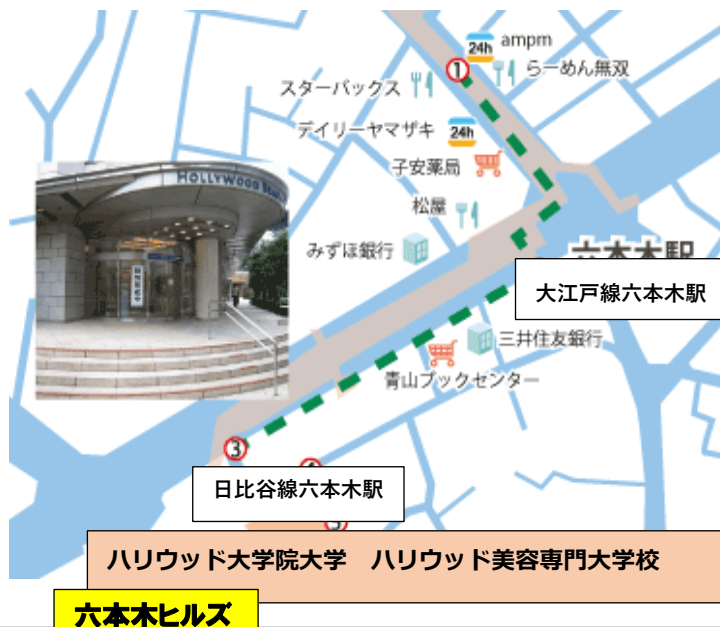 24h
ampm
①
らーめん無双
スターバックス
デイリーヤマザキ
24h
子安薬局
松屋
みずほ銀行
HOLLYWOOD
六本木駅
大江戸線六本木駅
三井住友銀行
青山ブックセンター
③
日比谷線六本木駅
ハリウッド大学院大学 ハリウッド美容専門大学校
六本木ヒルズ